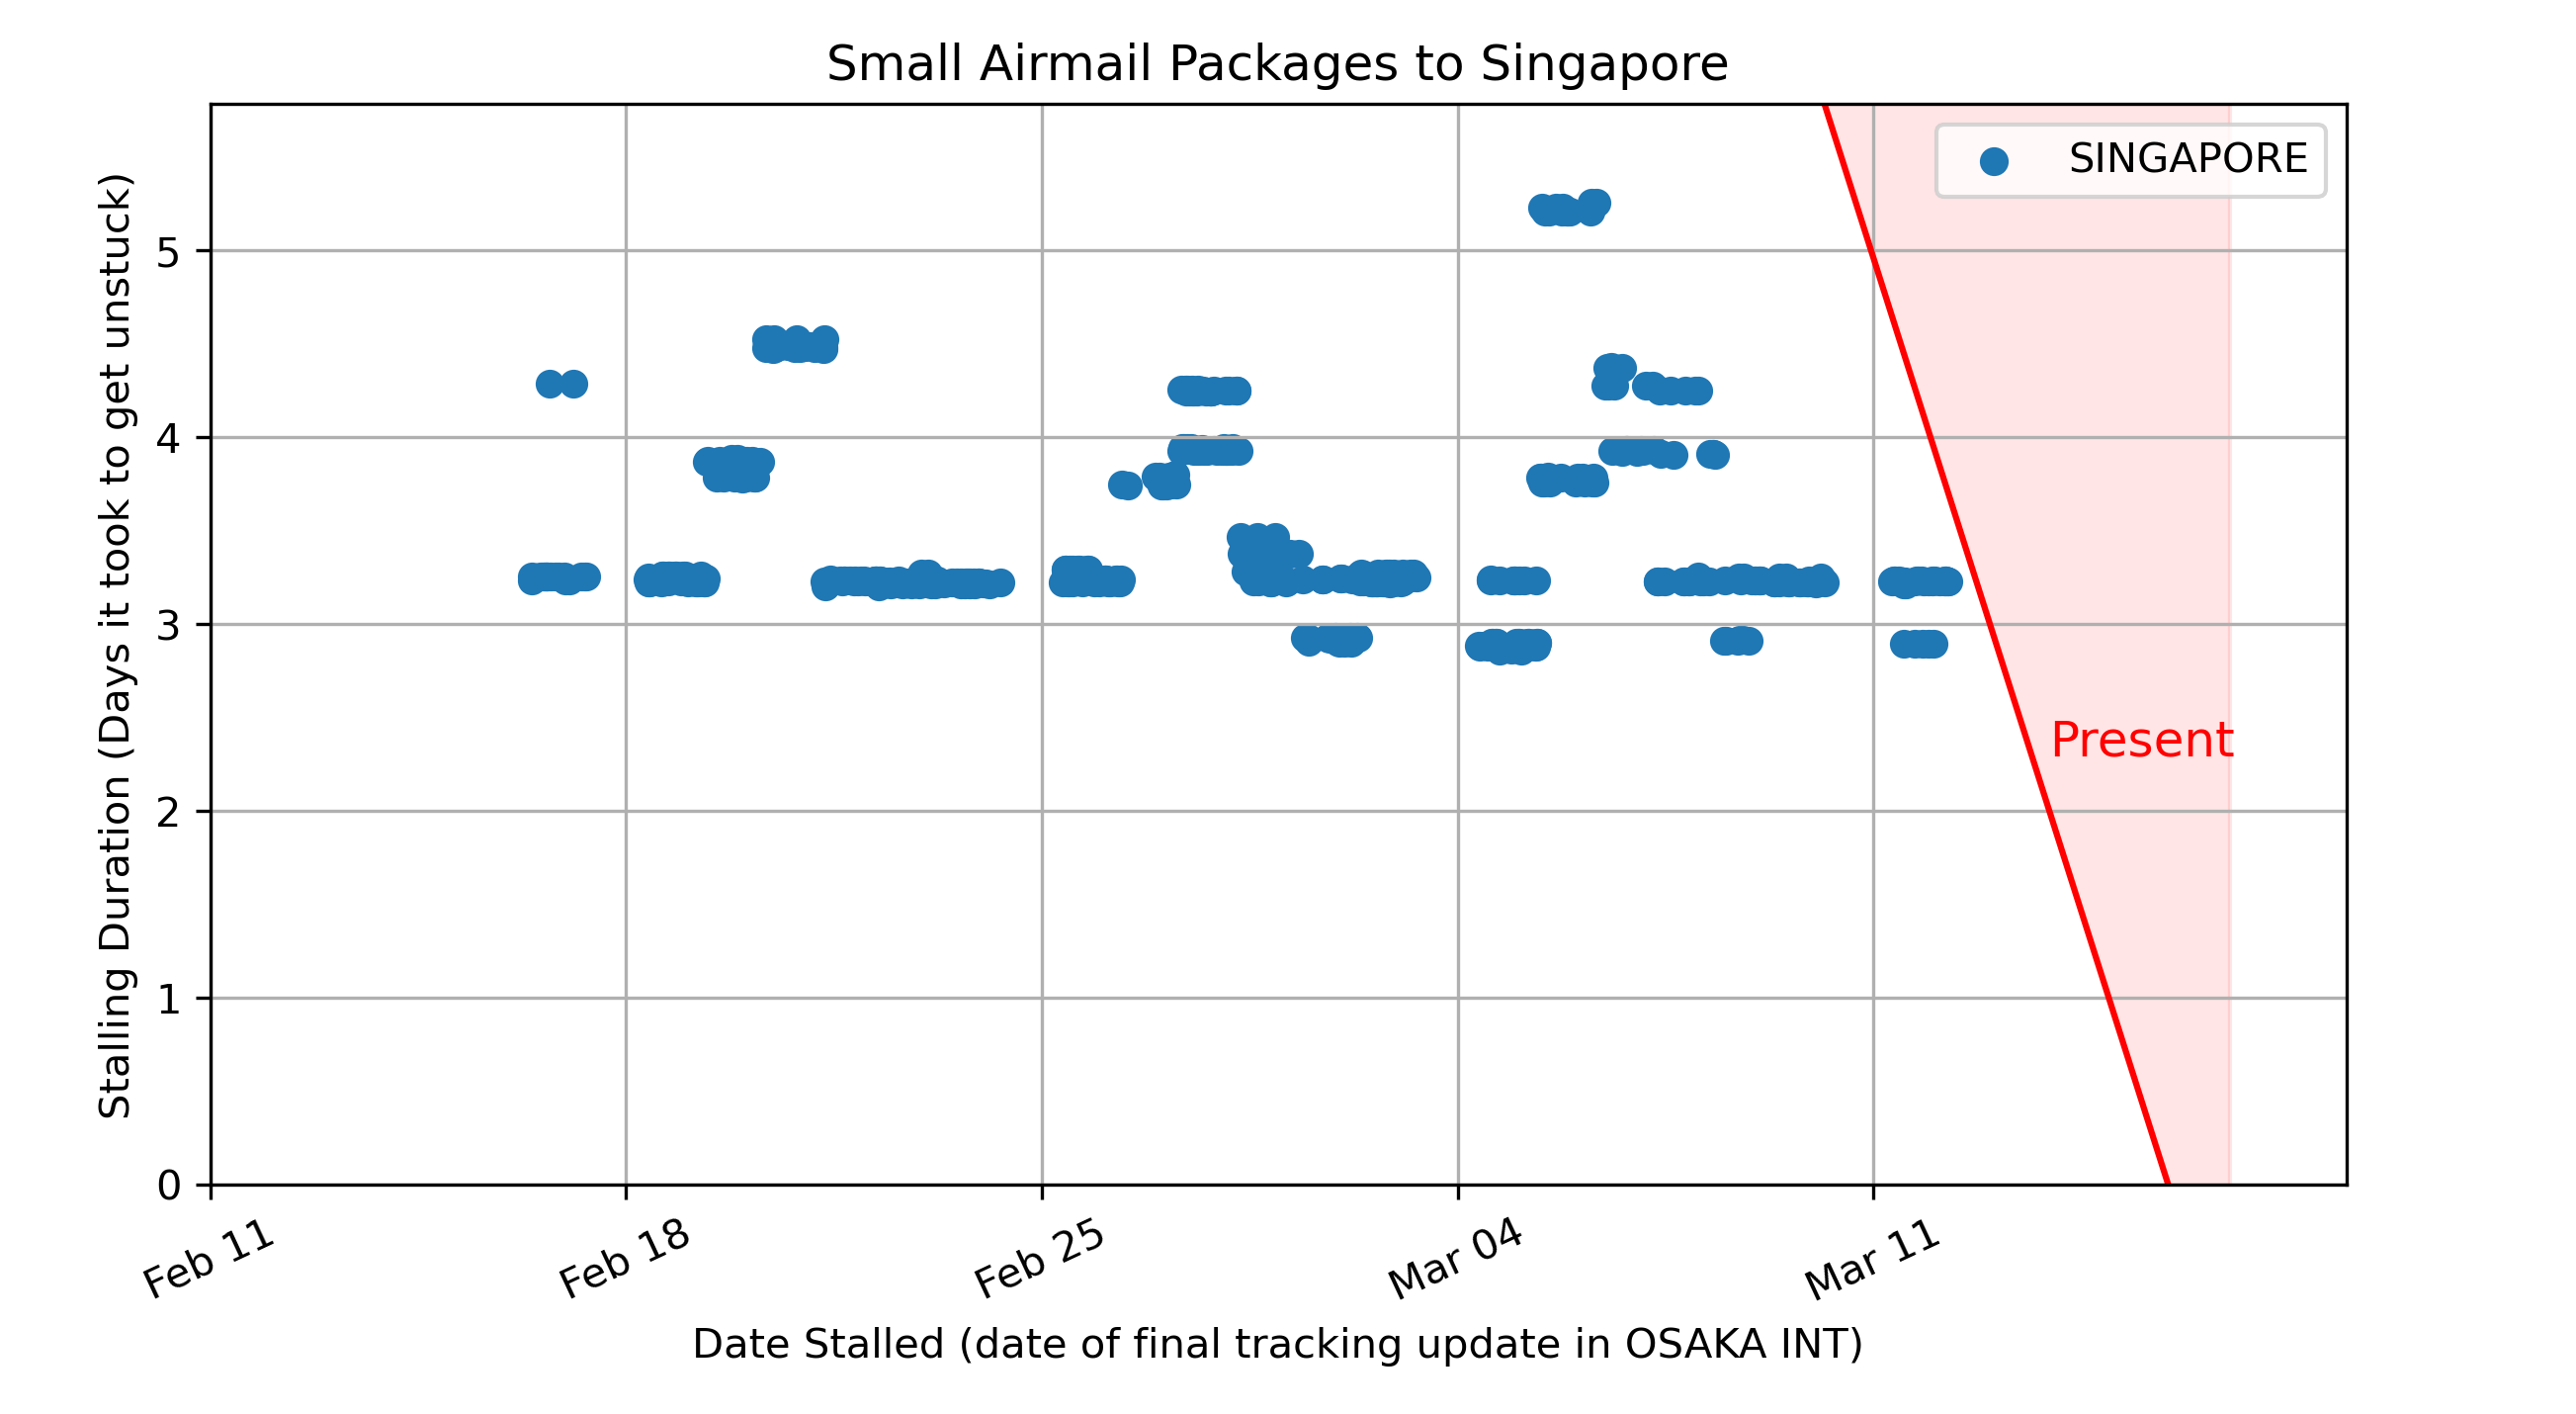 Small Airmail Packages to Singapore
SINGAPORE
Stalling Duration (Days it took to get unstuck)
5
4
3
2
1
0
Present
Feb 11
Feb 18
Feb 25
Mar 04
Mar 11
Date Stalled (date of final tracking update in OSAKA INT)